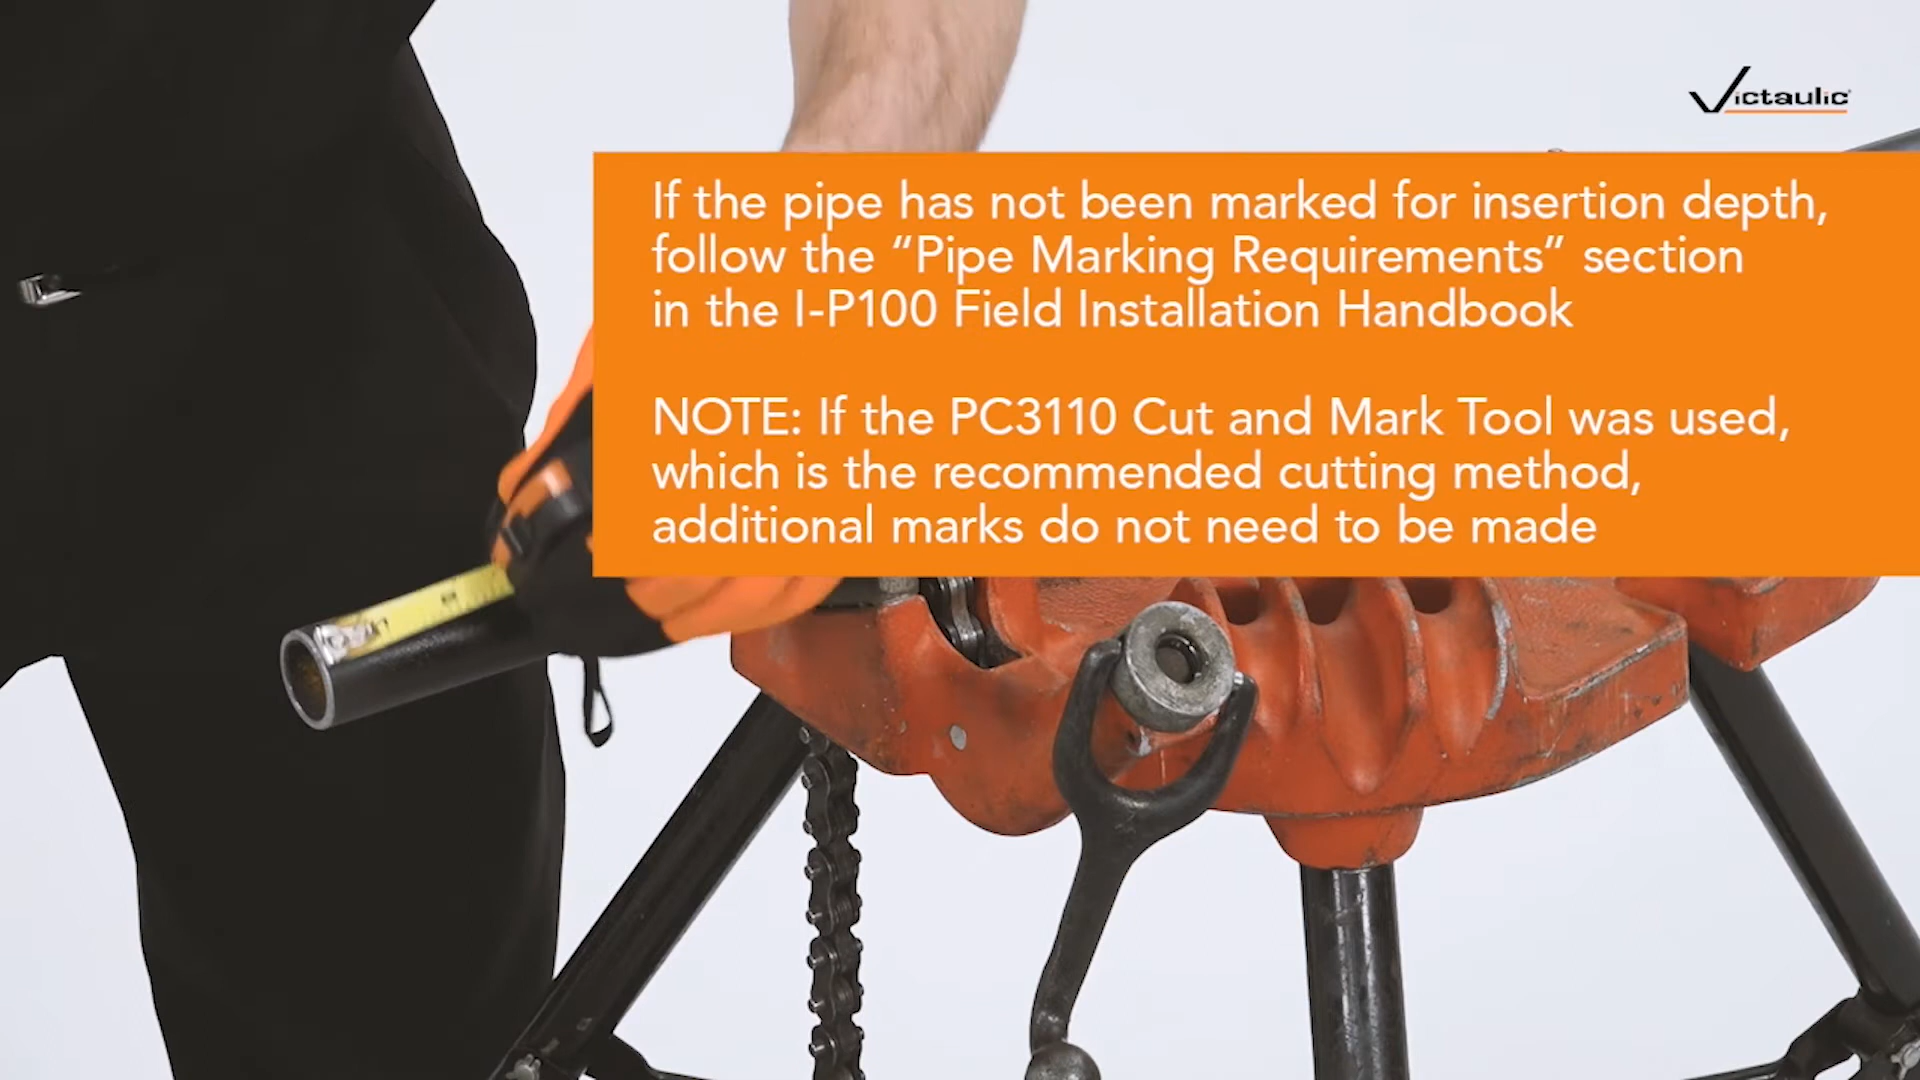 Victaulic
If the pipe has not been marked for insertion depth,
follow the “Pipe Marking Requirements” section
in the I-P100 Field Installation Handbook
NOTE: If the PC3110 Cut and Mark Tool was used,
which is the recommended cutting method,
additional marks do not need to be made